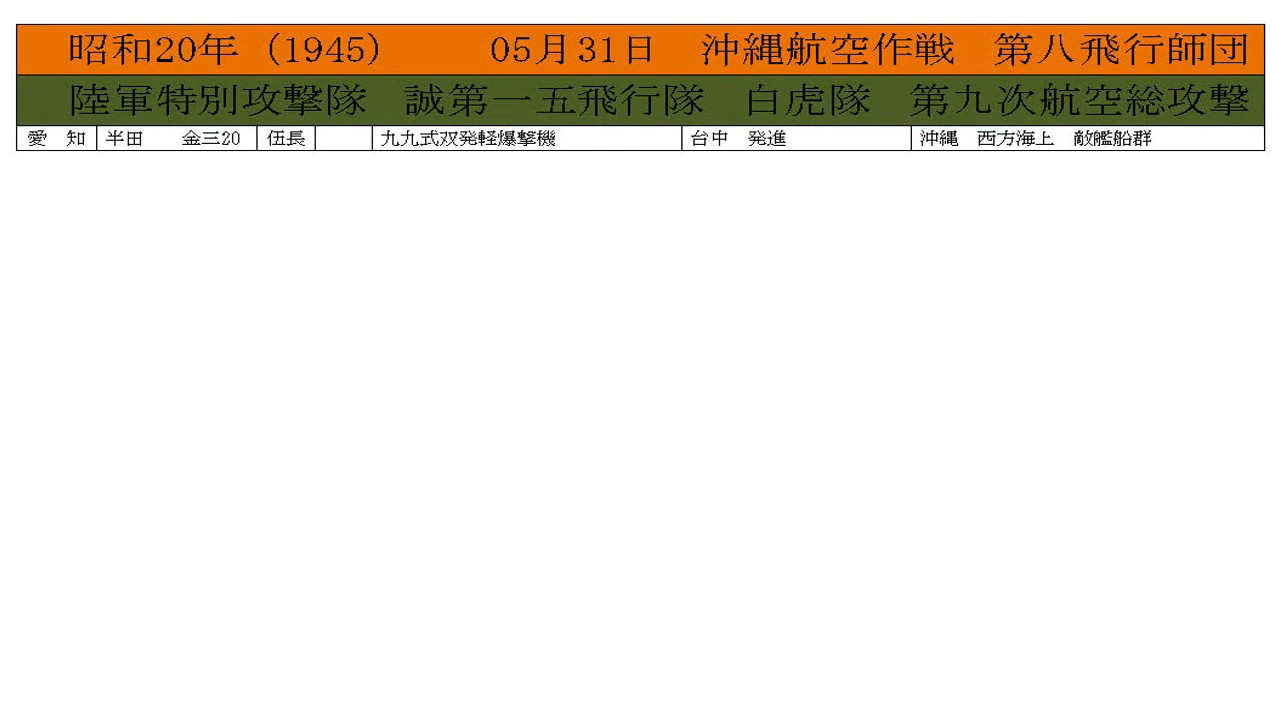 昭和20年（1945） 05月31日 沖縄航空作戦 第八飛行師団
陸軍特別攻撃隊 誠第一五飛行隊 白虎隊 第九次航空総攻撃
愛 知 半田 金三20 伍長 九九式双発軽爆撃機 台中 発進 沖縄 西方海上 敵艦船群